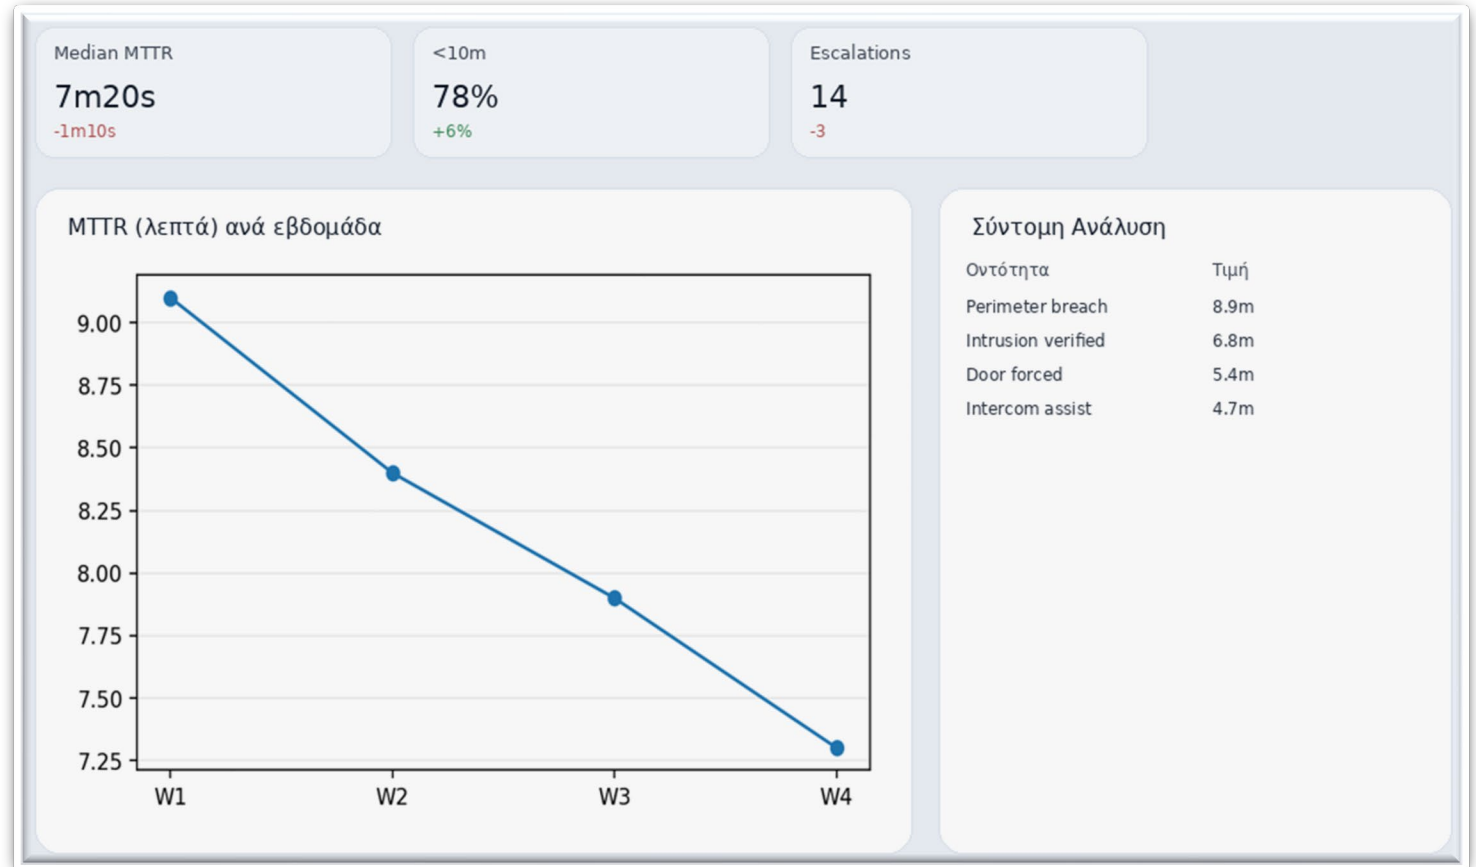 Median MTTR
7m20s
-1m10s
<10m
78%
+6%
Escalations
14
-3
MTTR (λεπτά) ανά εβδομάδα
9.00
8.75
8.50
8.25
8.00
7.75
7.50
7.25
W1 W2 W3 W4
Σύντομη Ανάλυση
Οντότητα Τιμή
Perimeter breach 8.9m
Intrusion verified 6.8m
Door forced 5.4m
Intercom assist 4.7m